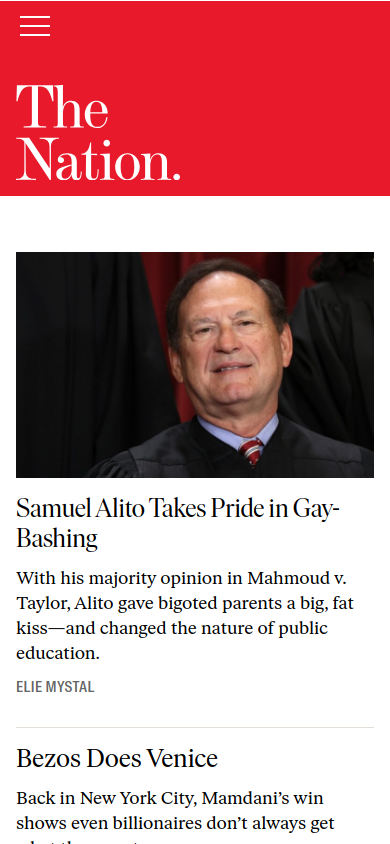 The
Nation.
Samuel Alito Takes Pride in Gay-
Bashing
With his majority opinion in Mahmoud v.
Taylor, Alito gave bigoted parents a big, fat
kiss—and changed the nature of public
education.
ELIE MYSTAL
Bezos Does Venice
Back in New York City, Mamdani’s win
shows even billionaires don’t always get